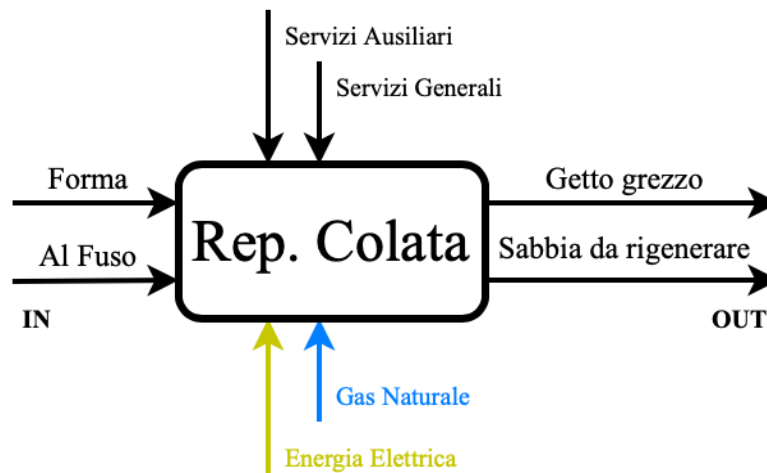 Servizi Ausiliari
Servizi Generali
Forma
Getto grezzo
Rep. Colata
Al Fuso
Sabbia da rigenerare
IN
OUT
Gas Naturale
Energia Elettrica